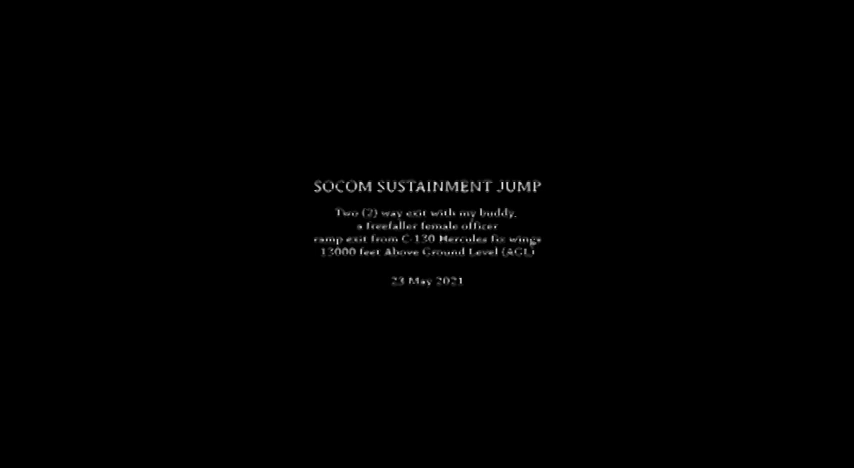 SOCOM SUSTAINMENT JUMP
Two (2) way exit with my buddy,
a freefaller female officer
ramp exit from C-130 Hercules fix wings
13000 feet Above Ground Level (AGL)
23 May 2021